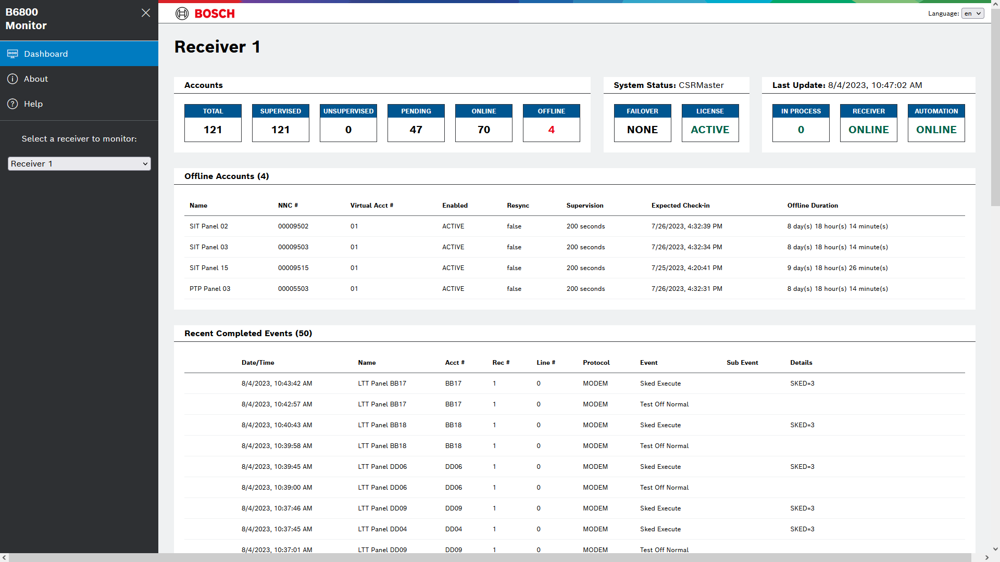 B6800
Monitor
Dashboard
About
Help
Select a receiver to monitor:
Receiver 1
BOSCH
Language: en
Receiver 1
Accounts
TOTAL SUPERVISED UNSUPERVISED PENDING ONLINE OFFLINE
121 121 0 47 70 4
System Status: CSRMaster
FAILOVER LICENSE
NONE ACTIVE
Last Update: 8/4/2023, 10:47:02 AM
IN PROCESS RECEIVER AUTOMATION
0 ONLINE ONLINE
Offline Accounts (4)
Name NNC # Virtual Acct # Enabled Resync Supervision Expected Check-in Offline Duration
SIT Panel 02 00009502 01 ACTIVE false 200 seconds 7/26/2023, 4:32:39 PM 8 day(s) 18 hour(s) 14 minute(s)
SIT Panel 03 00009503 01 ACTIVE false 200 seconds 7/26/2023, 4:32:34 PM 8 day(s) 18 hour(s) 14 minute(s)
SIT Panel 15 00009515 01 ACTIVE false 200 seconds 7/25/2023, 4:20:41 PM 9 day(s) 18 hour(s) 26 minute(s)
PTP Panel 03 00005503 01 ACTIVE false 200 seconds 7/26/2023, 4:32:31 PM 8 day(s) 18 hour(s) 14 minute(s)
Recent Completed Events (50)
Date/Time Name Acct # Rec # Line # Protocol Event Sub Event Details
8/4/2023, 10:43:42 AM LTT Panel BB17 BB17 1 0 MODEM Sked Execute SKED=3
8/4/2023, 10:42:57 AM LTT Panel BB17 BB17 1 0 MODEM Test Off Normal
8/4/2023, 10:40:43 AM LTT Panel BB18 BB18 1 0 MODEM Sked Execute SKED=3
8/4/2023, 10:39:58 AM LTT Panel BB18 BB18 1 0 MODEM Test Off Normal
8/4/2023, 10:39:45 AM LTT Panel DD06 DD06 1 0 MODEM Sked Execute SKED=3
8/4/2023, 10:39:00 AM LTT Panel DD06 DD06 1 0 MODEM Test Off Normal
8/4/2023, 10:37:46 AM LTT Panel DD09 DD09 1 0 MODEM Sked Execute SKED=3
8/4/2023, 10:37:45 AM LTT Panel DD04 DD04 1 0 MODEM Sked Execute SKED=3
8/4/2023, 10:37:01 AM LTT Panel DD09 DD09 1 0 MODEM Test Off Normal